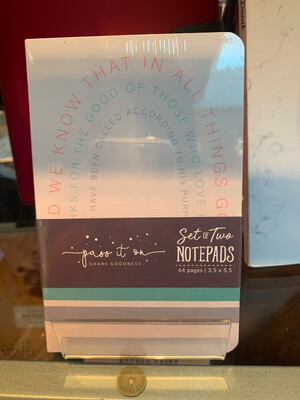 D WE KNOW THAT IN ALL THINGS GO
RKS FOR THE GOOD OF THOSE WHO LOVE
HAVE BEEN CALLED ACCORDING TO HIS PURP
pass it on
SHARE GOODNESS
Set OF Two
NOTEPADS
64 pages | 3.5 x 5.5